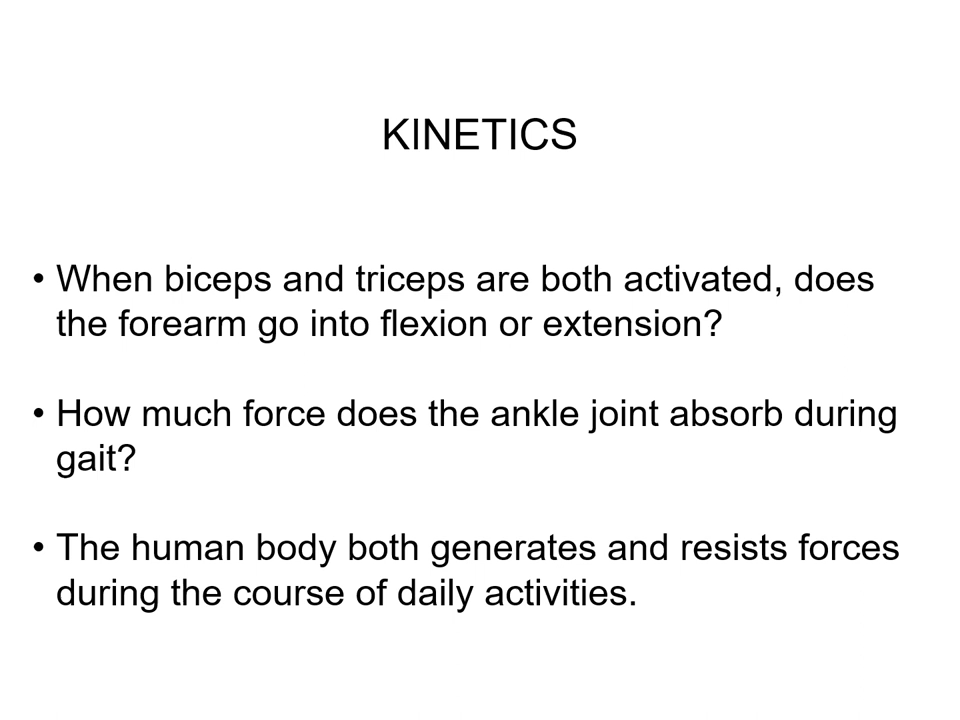 KINETICS
• When biceps and triceps are both activated, does
the forearm go into flexion or extension?
• How much force does the ankle joint absorb during
gait?
• The human body both generates and resists forces
during the course of daily activities.